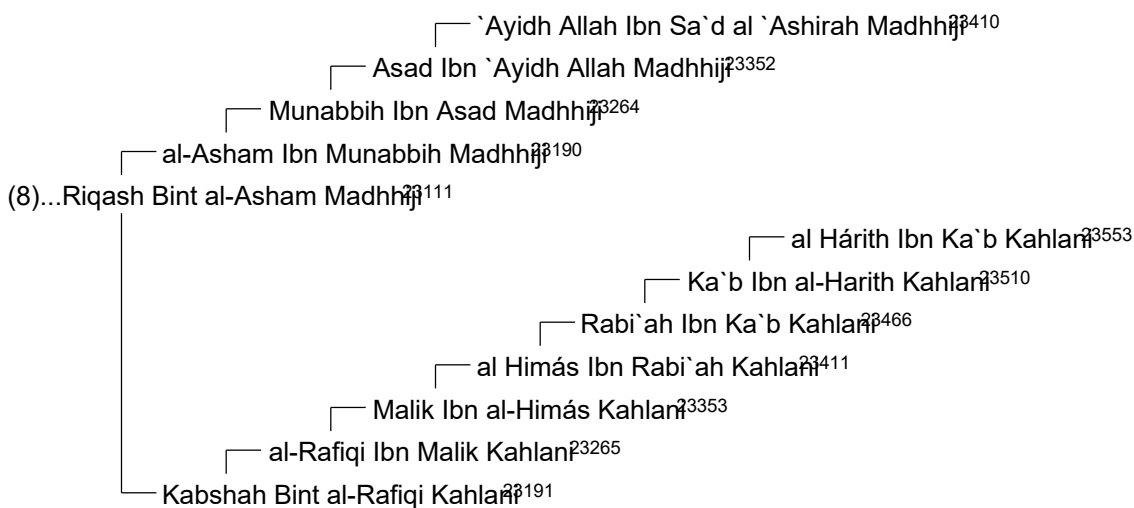 `Ayidh Allah Ibn Sa`d al `Ashirah Madhhiji23410
Asad Ibn `Ayidh Allah Madhhiji23352
Munabbih Ibn Asad Madhhiji23264
al-Asham Ibn Munabbih Madhhiji23190
(8)...Riqash Bint al-Asham Madhhiji23111
al Hárith Ibn Ka`b Kahlani23553
Ka`b Ibn al-Harith Kahlani23510
Rabi`ah Ibn Ka`b Kahlani23466
al Himás Ibn Rabi`ah Kahlani23411
Malik Ibn al-Himás Kahlani23353
al-Rafiqi Ibn Malik Kahlani23265
Kabshah Bint al-Rafiqi Kahlani23191